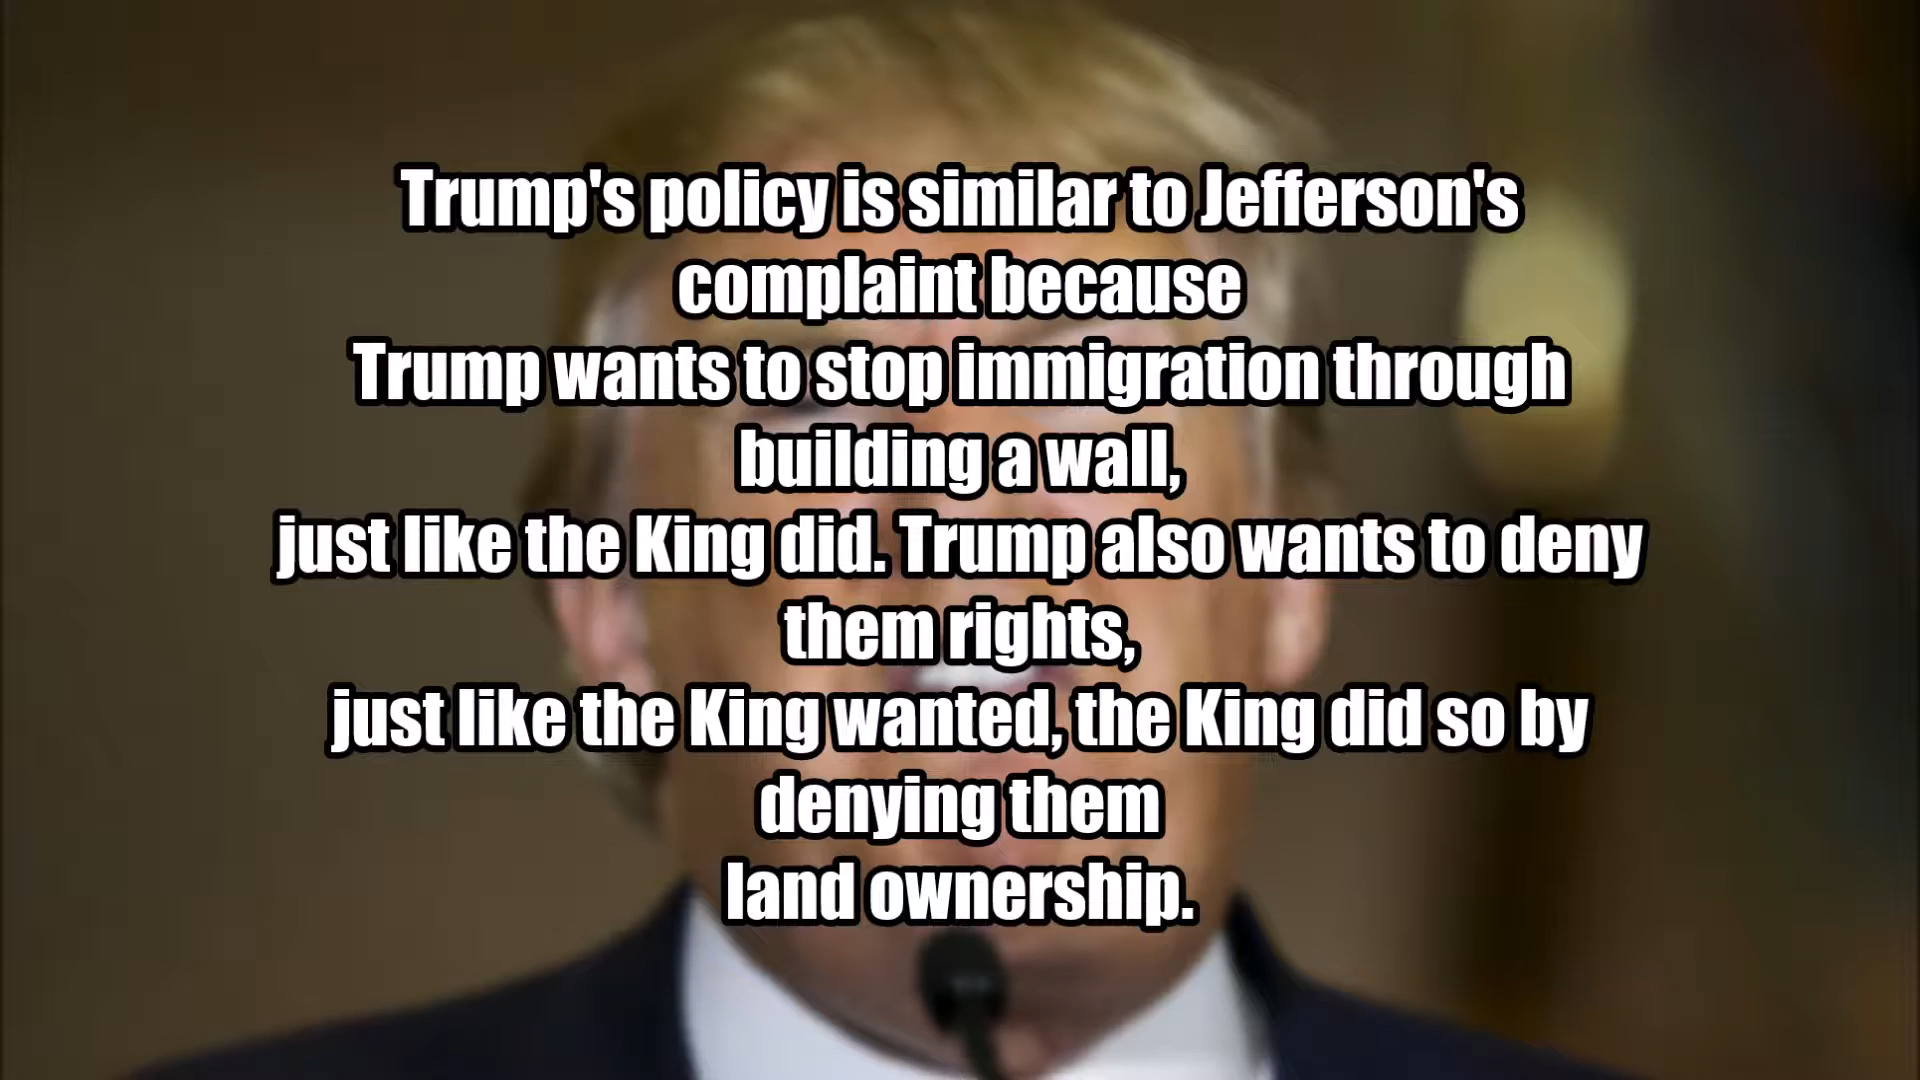 Trump's policy is similar to Jefferson's
complaint because
Trump wants to stop immigration through
building a wall,
just like the King did. Trump also wants to deny
them rights,
just like the King wanted, the King did so by
denying them
land ownership.